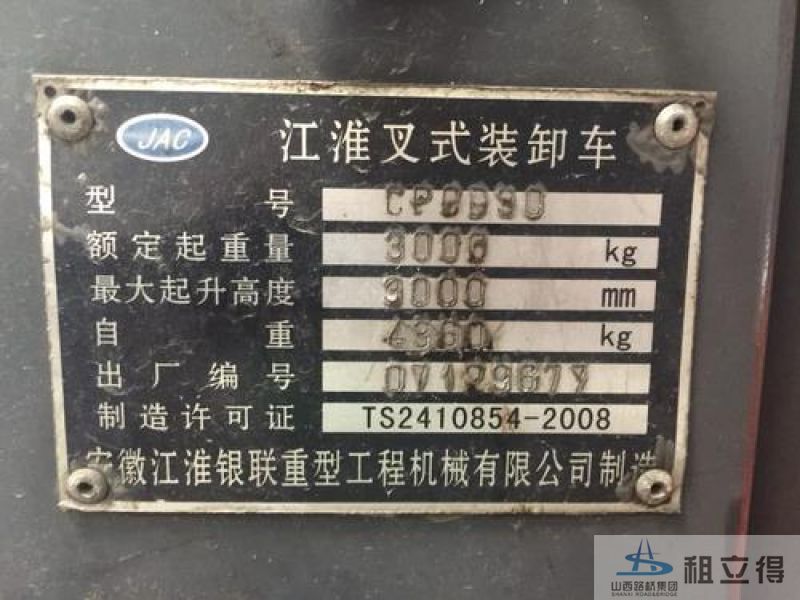 JAC 江淮叉式装卸车
型号
额定起重量 3000 kg
最大起升高度 3000 mm
自重 kg
出厂编号
制造许可证 TS2410854-2008
安徽江淮银联重型工程机械有限公司制造
山西路桥集团 租立得
SHANXI ROAD&BRIDGE